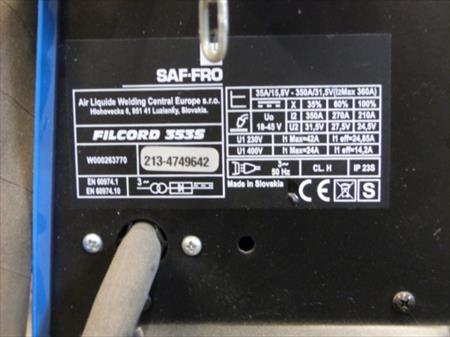 SAF-FRO
Air Liquide Welding Central Europe s.r.o.
Hlohovecka 6, 951 41 Luzianky, Slovakia.
FILCORD 353S
W000263770
213-4749642
EN 60974.1
EN 60974.10
3~
35A/15,8V - 350A/31,5V(I2Max 360A)
X 35% 60% 100%
Uo
18-45 V
I2 350A 270A 210A
U2 31,5V 27,5V 24,5V
U1 230V I1 Max=42A I1 eff=24,85A
U1 400V I1 Max=24A I1 eff=14,2A
3~
50 Hz
CL. H
IP 23S
Made in Slovakia
CE
S